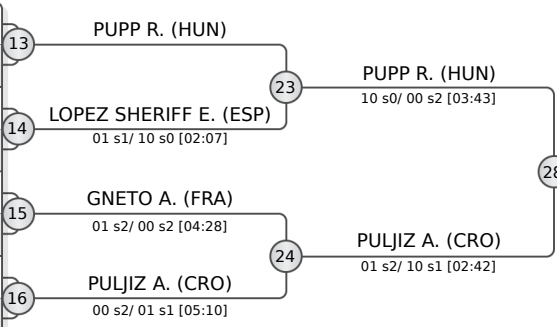 13
PUPP R. (HUN)
23
PUPP R. (HUN)
10 s0/ 00 s2 [03:43]
14
LOPEZ SHERIFF E. (ESP)
01 s1/ 10 s0 [02:07]
28
15
GNETO A. (FRA)
01 s2/ 00 s2 [04:28]
24
PULJIZ A. (CRO)
01 s2/ 10 s1 [02:42]
16
PULJIZ A. (CRO)
00 s2/ 01 s1 [05:10]